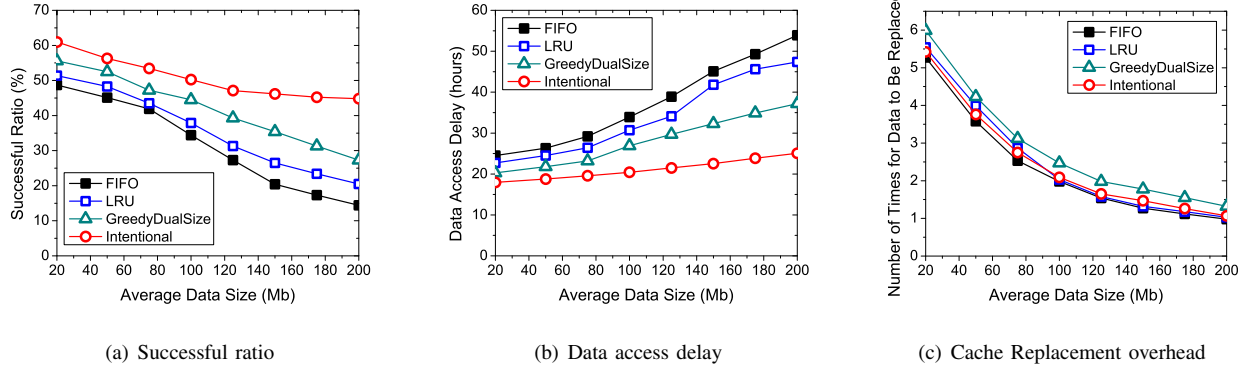 70
60
50
40
30
20
10
0
Successful Ratio (%)
FIFO
LRU
GreedyDualSize
Intentional
20 40 60 80 100 120 140 160 180 200
Average Data Size (Mb)
(a) Successful ratio
60
50
40
30
20
10
0
Data Access Delay (hours)
FIFO
LRU
GreedyDualSize
Intentional
20 40 60 80 100 120 140 160 180 200
Average Data Size (Mb)
(b) Data access delay
6
5
4
3
2
1
0
Number of Times for Data to Be Replaced
FIFO
LRU
GreedyDualSize
Intentional
20 40 60 80 100 120 140 160 180 200
Average Data Size (Mb)
(c) Cache Replacement overhead